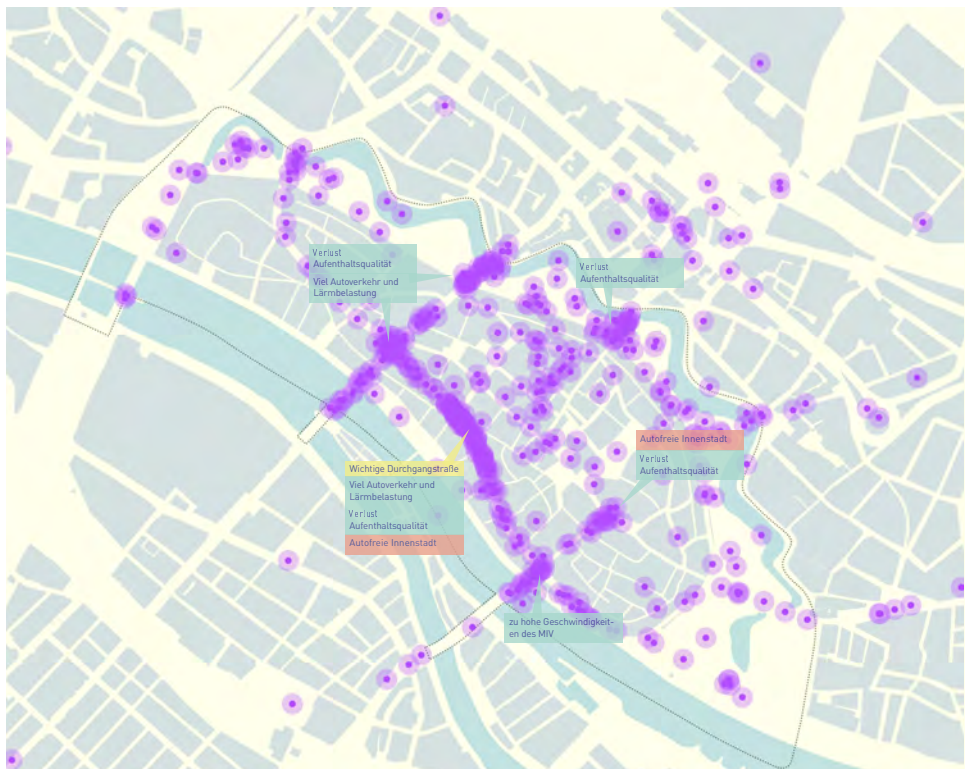 Verlust
Aufenthaltsqualität
Viel Autoverkehr und
Lärmbelastung
Verlust
Aufenthaltsqualität
Autofreie Innenstadt
Verlust
Aufenthaltsqualität
Wichtige Durchgangstraße
Viel Autoverkehr und
Lärmbelastung
Verlust
Aufenthaltsqualität
Autofreie Innenstadt
zu hohe Geschwindigkeit-
en des MIV